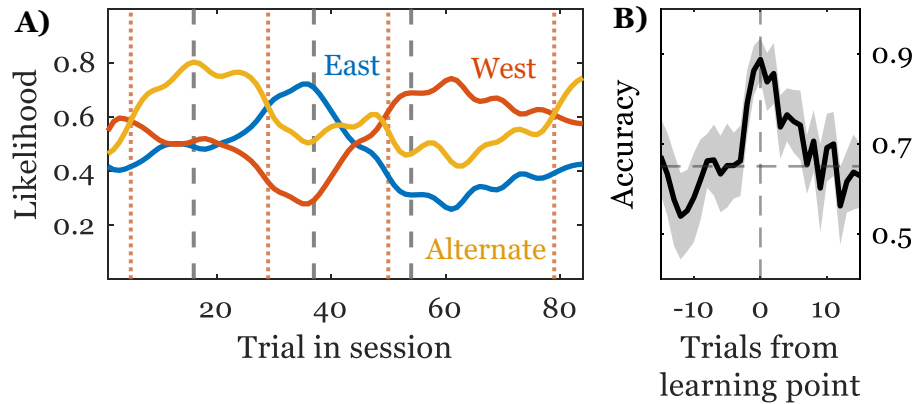 A)
Likelihood
0.8
0.6
0.4
0.2
East
West
Alternate
20
40
60
80
Trial in session
B)
Accuracy
0.9
0.7
0.5
-10
0
10
Trials from
learning point